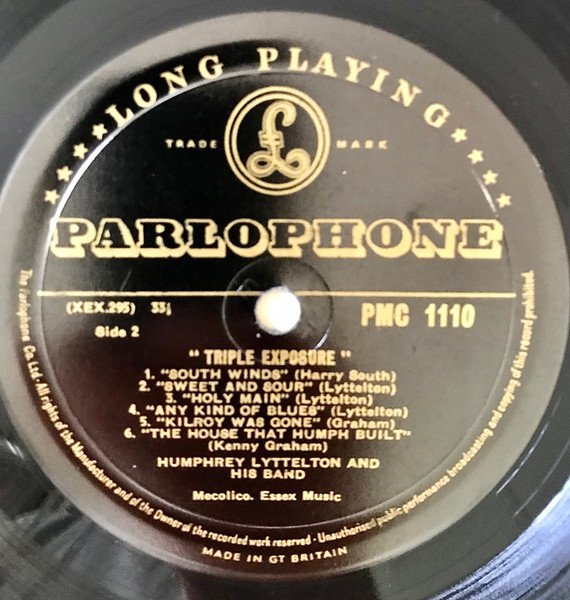 LONG PLAYING
TRADE MARK
£
PARLOPHONE
(XEX.295) 33⅓
PMC 1110
Side 2
" TRIPLE EXPOSURE "
1. "SOUTH WINDS" (Harry South)
2. "SWEET AND SOUR" (Lyttelton)
3. "HOLY MAIN" (Lyttelton)
4. "ANY KIND OF BLUES" (Lyttelton)
5. "KILROY WAS GONE" (Graham)
6. "THE HOUSE THAT HUMPH BUILT"
(Kenny Graham)
HUMPHREY LYTTELTON AND
HIS BAND
Mecolico. Essex Music
The Parlophone Co. Ltd. All rights of the Manufacturer and of the Owner of the recorded work reserved · Unauthorised public performance broadcasting and copying of this record prohibited.
MADE IN GT BRITAIN